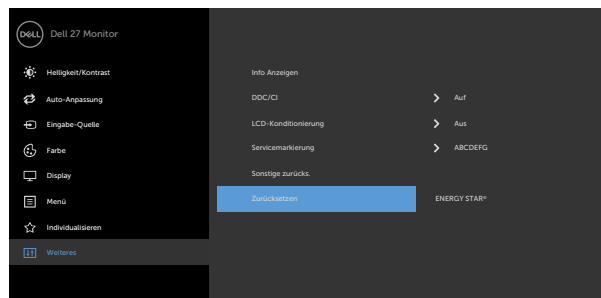 DELL Dell 27 Monitor
Helligkeit/Kontrast
Auto-Anpassung
Eingabe-Quelle
Farbe
Display
Menü
Individualisieren
Weiteres
Info Anzeigen
DDC/CI Auf
LCD-Konditionierung Aus
Servicemarkierung ABCDEFG
Sonstige zurücks.
Zurücksetzen ENERGY STAR®